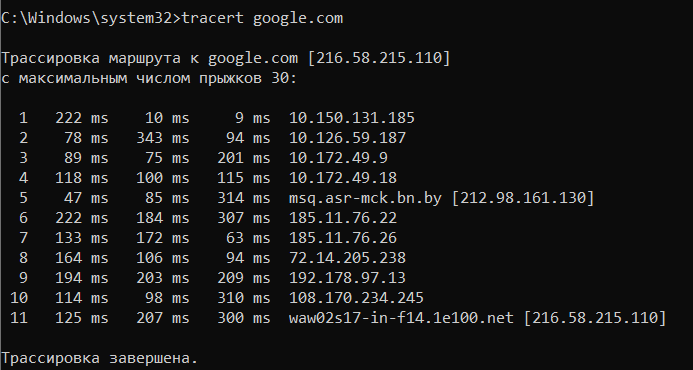 C:\Windows\system32>tracert google.com
Трассировка маршрута к google.com [216.58.215.110]
с максимальным числом прыжков 30:
1 222 ms 10 ms 9 ms 10.150.131.185
2 78 ms 343 ms 94 ms 10.126.59.187
3 89 ms 75 ms 201 ms 10.172.49.9
4 118 ms 100 ms 115 ms 10.172.49.18
5 47 ms 85 ms 314 ms msq.asr-mck.bn.by [212.98.161.130]
6 222 ms 184 ms 307 ms 185.11.76.22
7 133 ms 172 ms 63 ms 185.11.76.26
8 164 ms 106 ms 94 ms 72.14.205.238
9 194 ms 203 ms 209 ms 192.178.97.13
10 114 ms 98 ms 310 ms 108.170.234.245
11 125 ms 207 ms 300 ms waw02s17-in-f14.1e100.net [216.58.215.110]
Трассировка завершена.